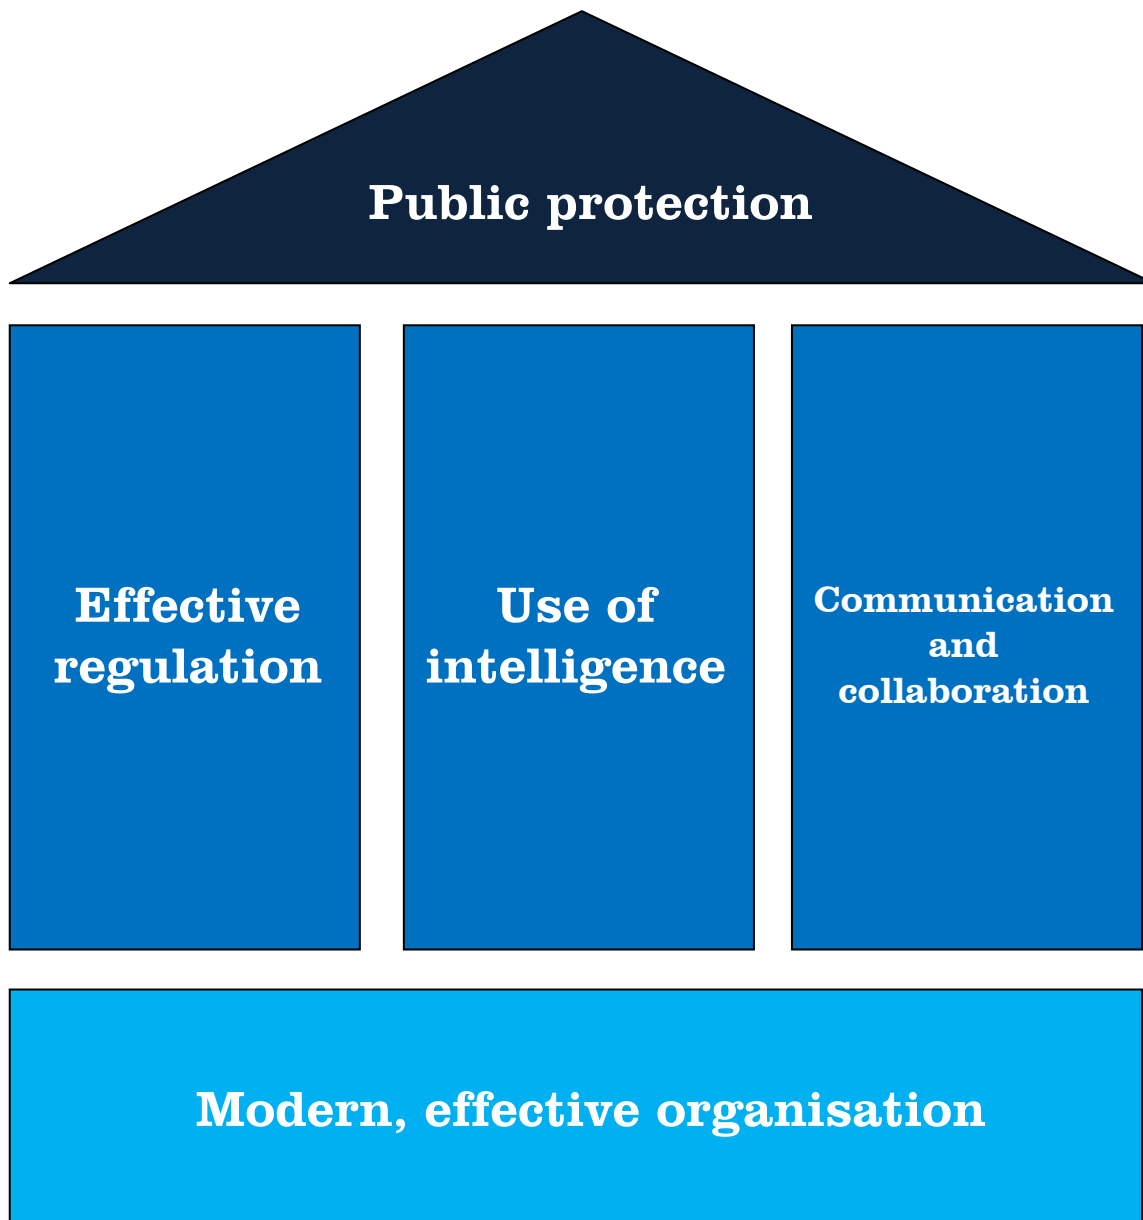 Public protection
Effective
regulation
Use of
intelligence
Communication
and
collaboration
Modern, effective organisation